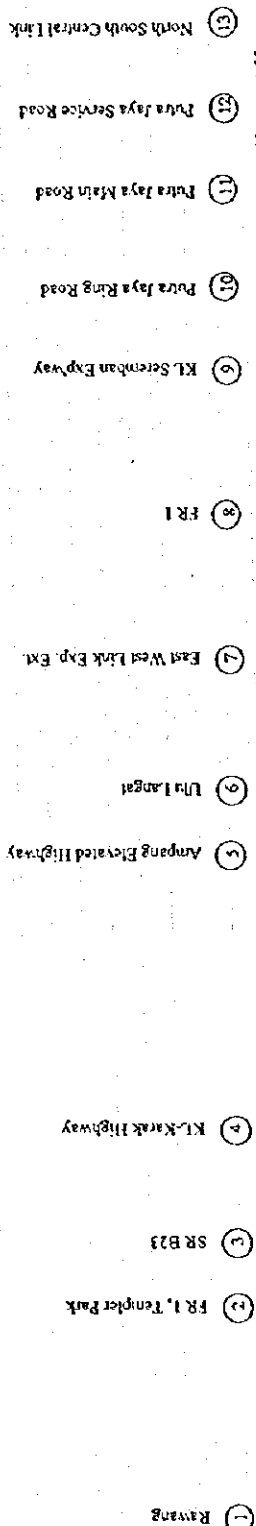 1 Rawang
2 FR 1, Templer Park
3 SR B23
4 KL-Karak Highway
5 Ampang Elevated Highway
6 Ulu Langat
7 East West Link Exp. Ext.
8 FR 1
9 KL Seremban Exp\way
10 Putra Jaya Ring Road
11 Putra Jaya Main Road
12 Putra Jaya Service Road
13 North South Central Link